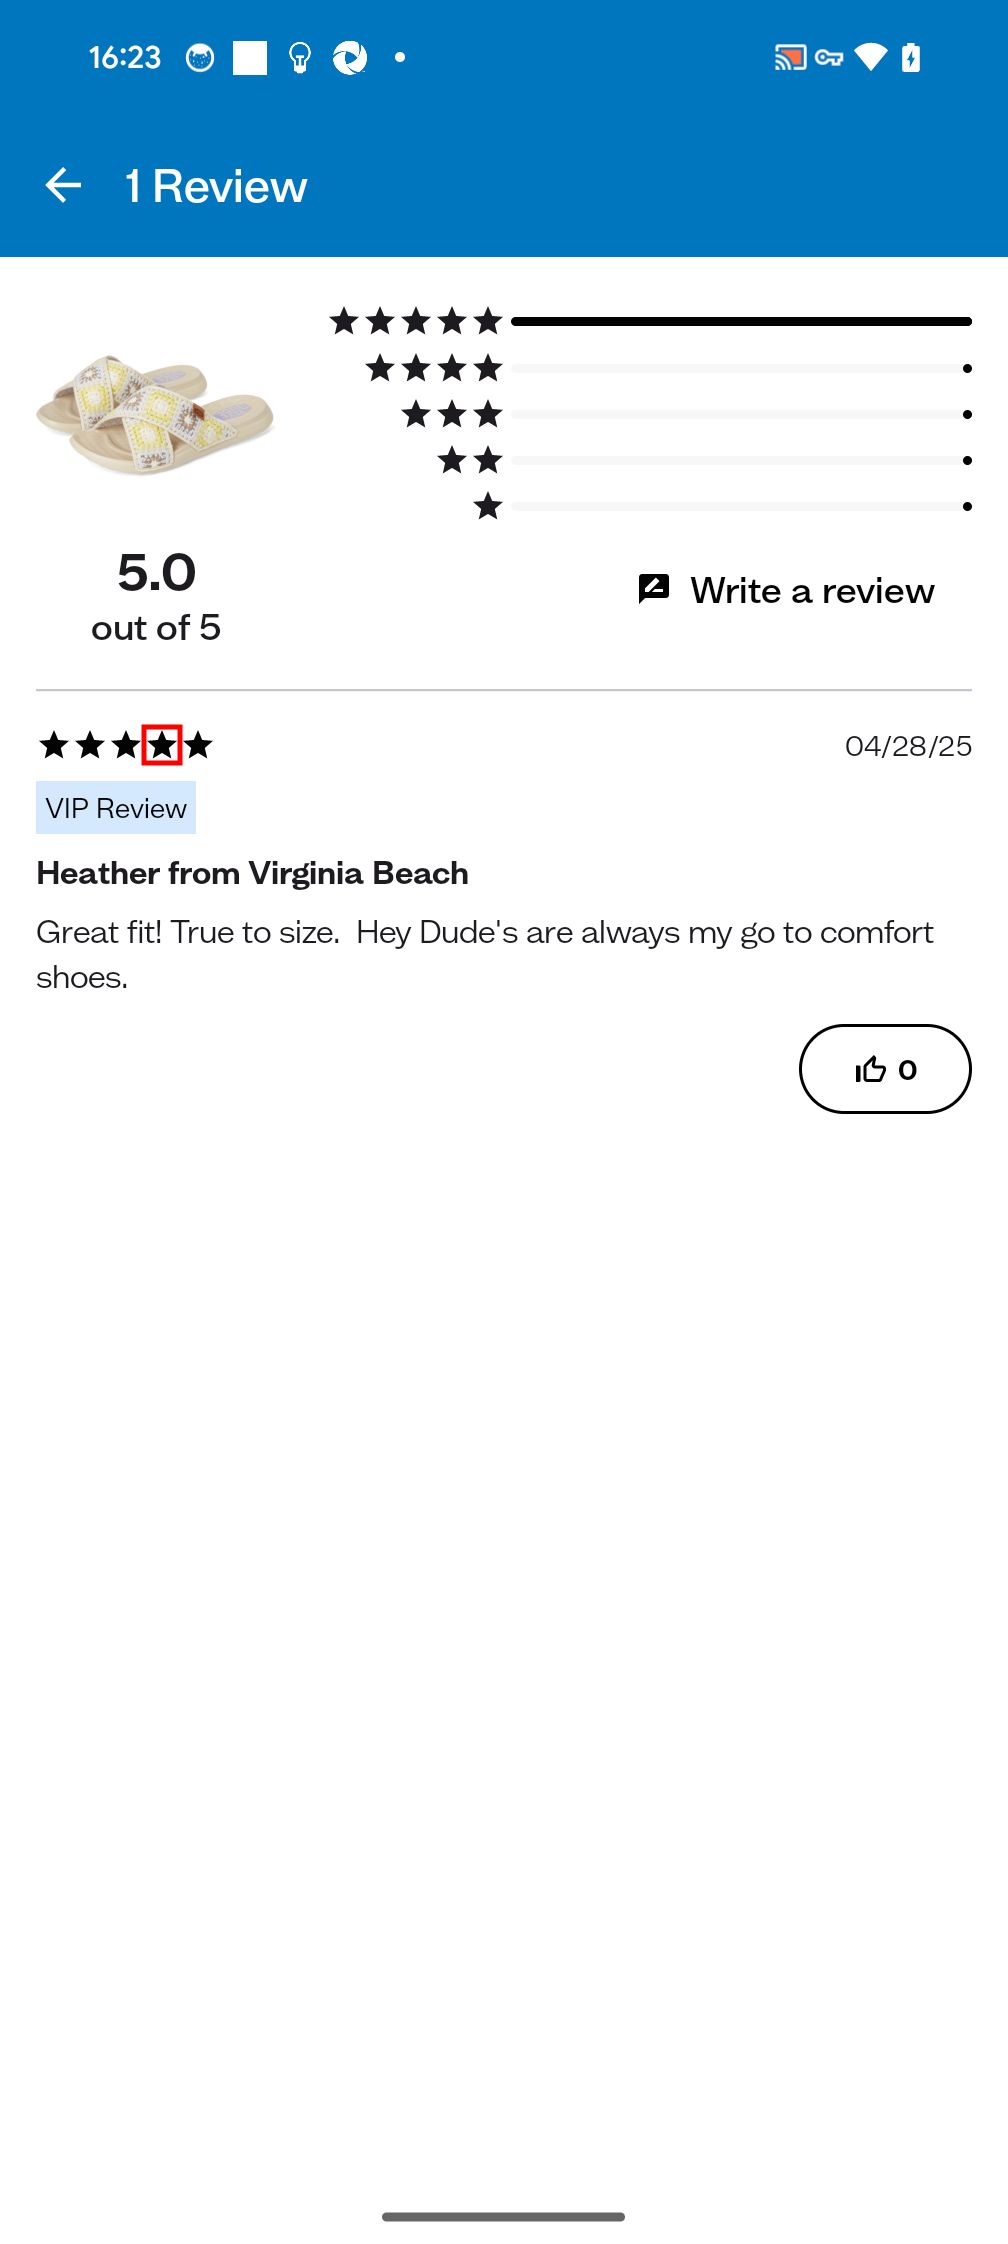 16:23
1 Review
5.0
out of 5
Write a review
04/28/25
VIP Review
Heather from Virginia Beach
Great fit! True to size.  Hey Dude's are always my go to comfort
shoes.
0